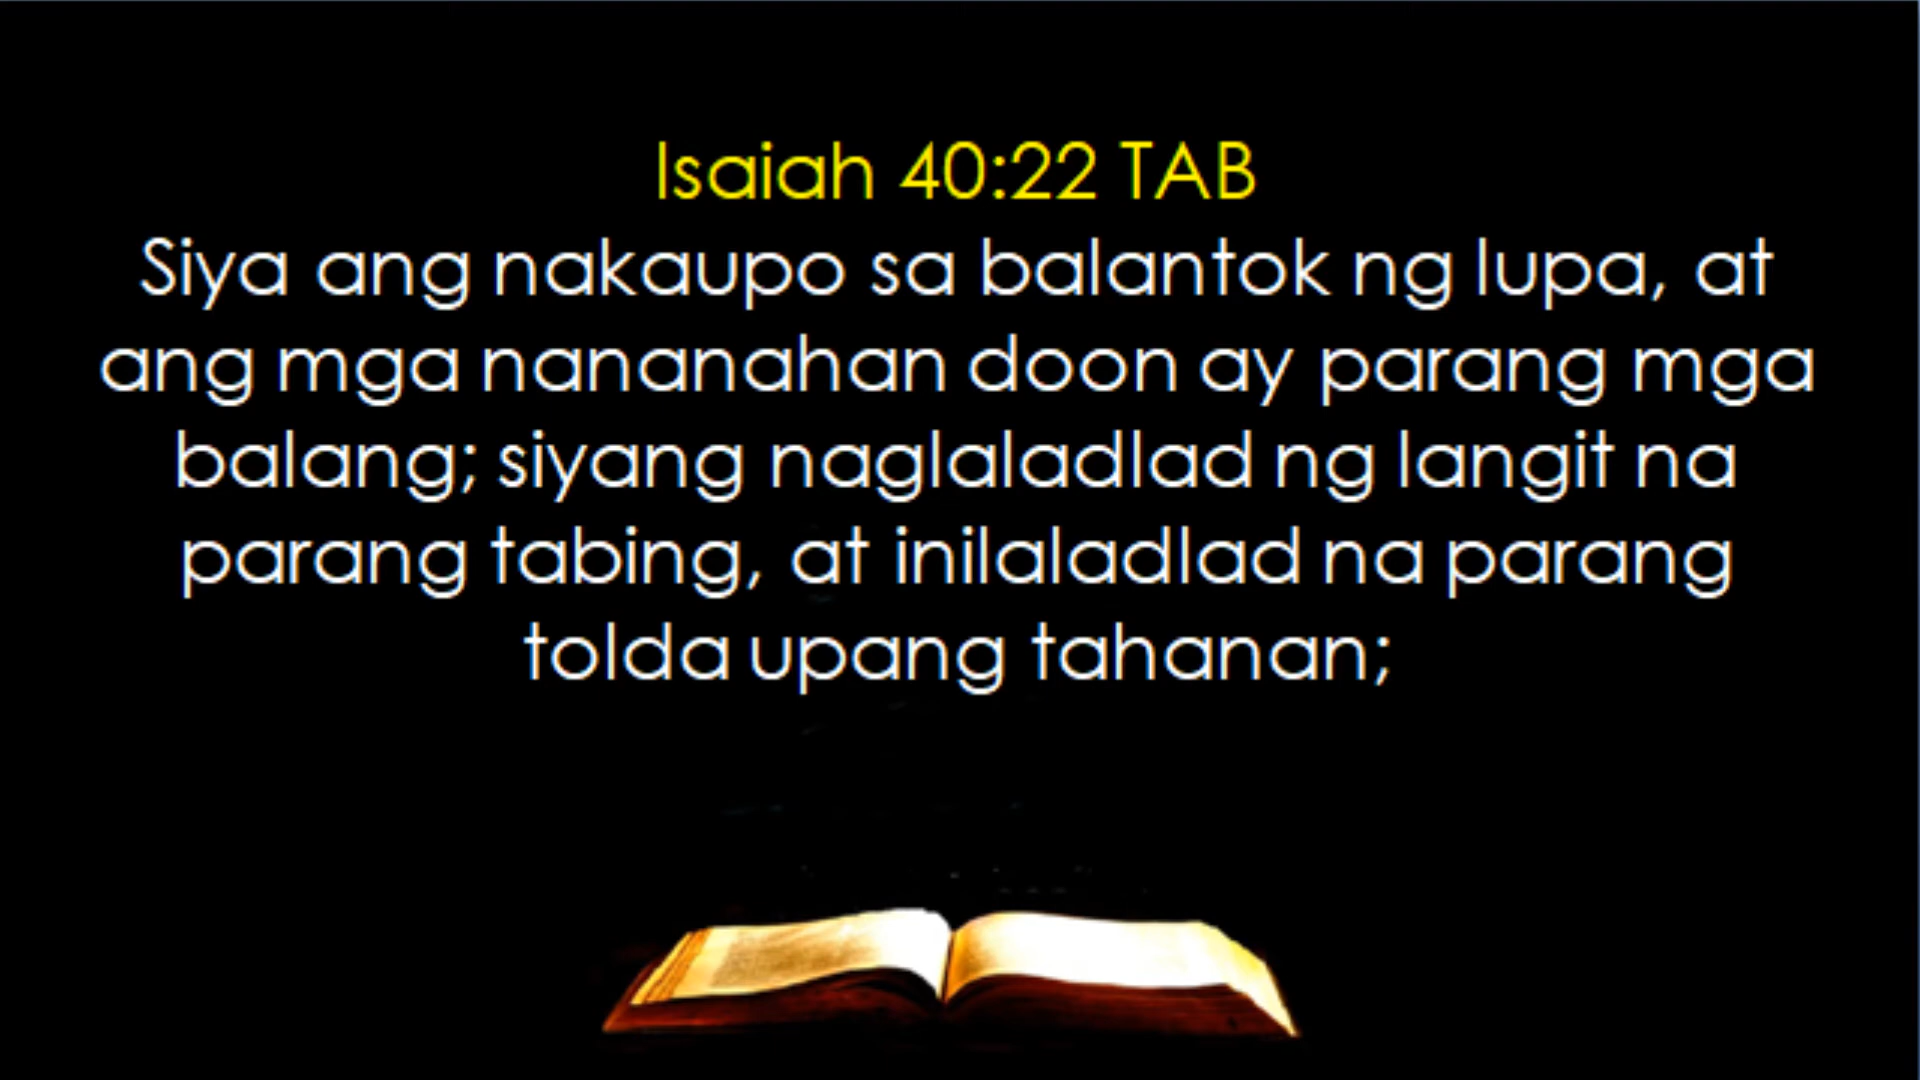 Isaiah 40:22 TAB
Siya ang nakaupo sa balantok ng lupa, at
ang mga nananahan doon ay parang mga
balang; siyang naglaladlad ng langit na
parang tabing, at inilaladlad na parang
tolda upang tahanan;